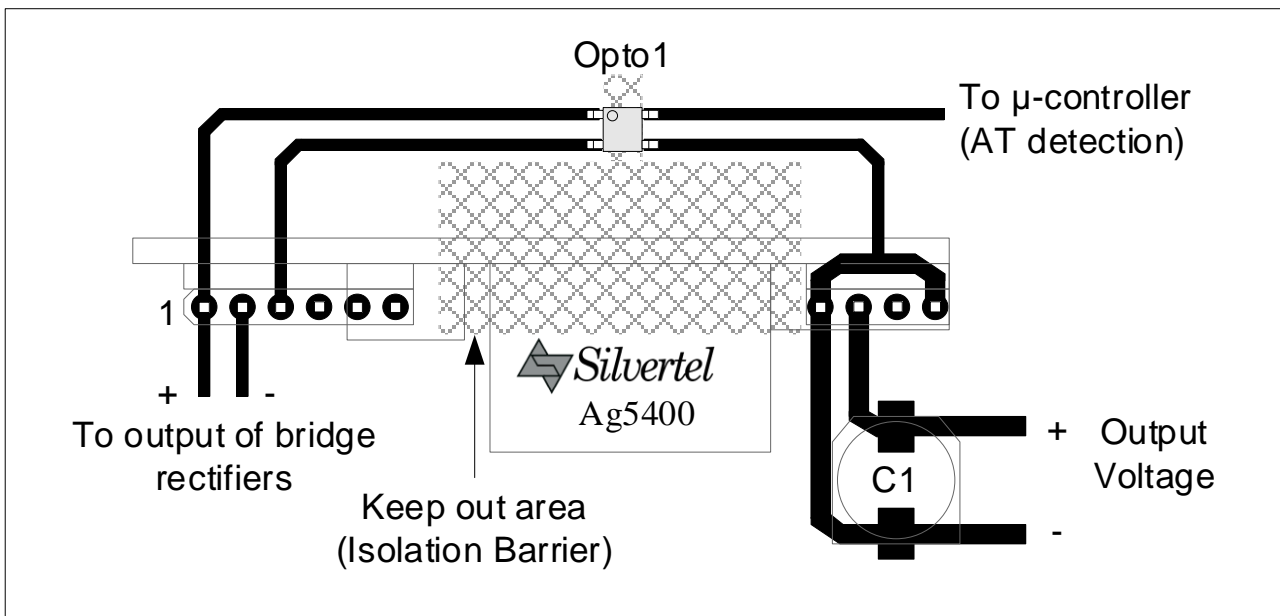 Opto1
To µ-controller
(AT detection)
1
+ -
To output of bridge
rectifiers
Silvertel
Ag5400
Keep out area
(Isolation Barrier)
C1
+ Output
Voltage
-